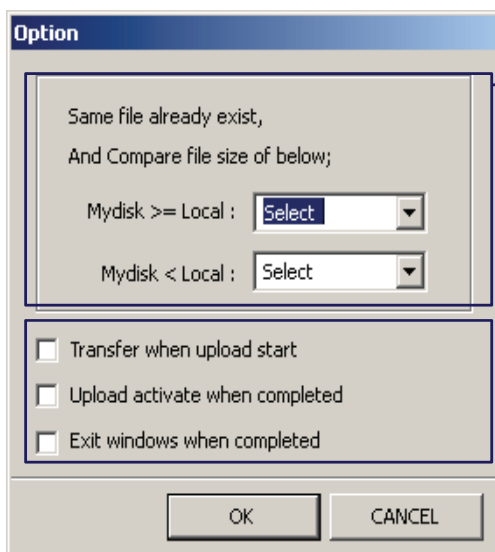 Option
Same file already exist,
And Compare file size of below;
Mydisk >= Local : Select
Mydisk < Local : Select
Transfer when upload start
Upload activate when completed
Exit windows when completed
OK CANCEL